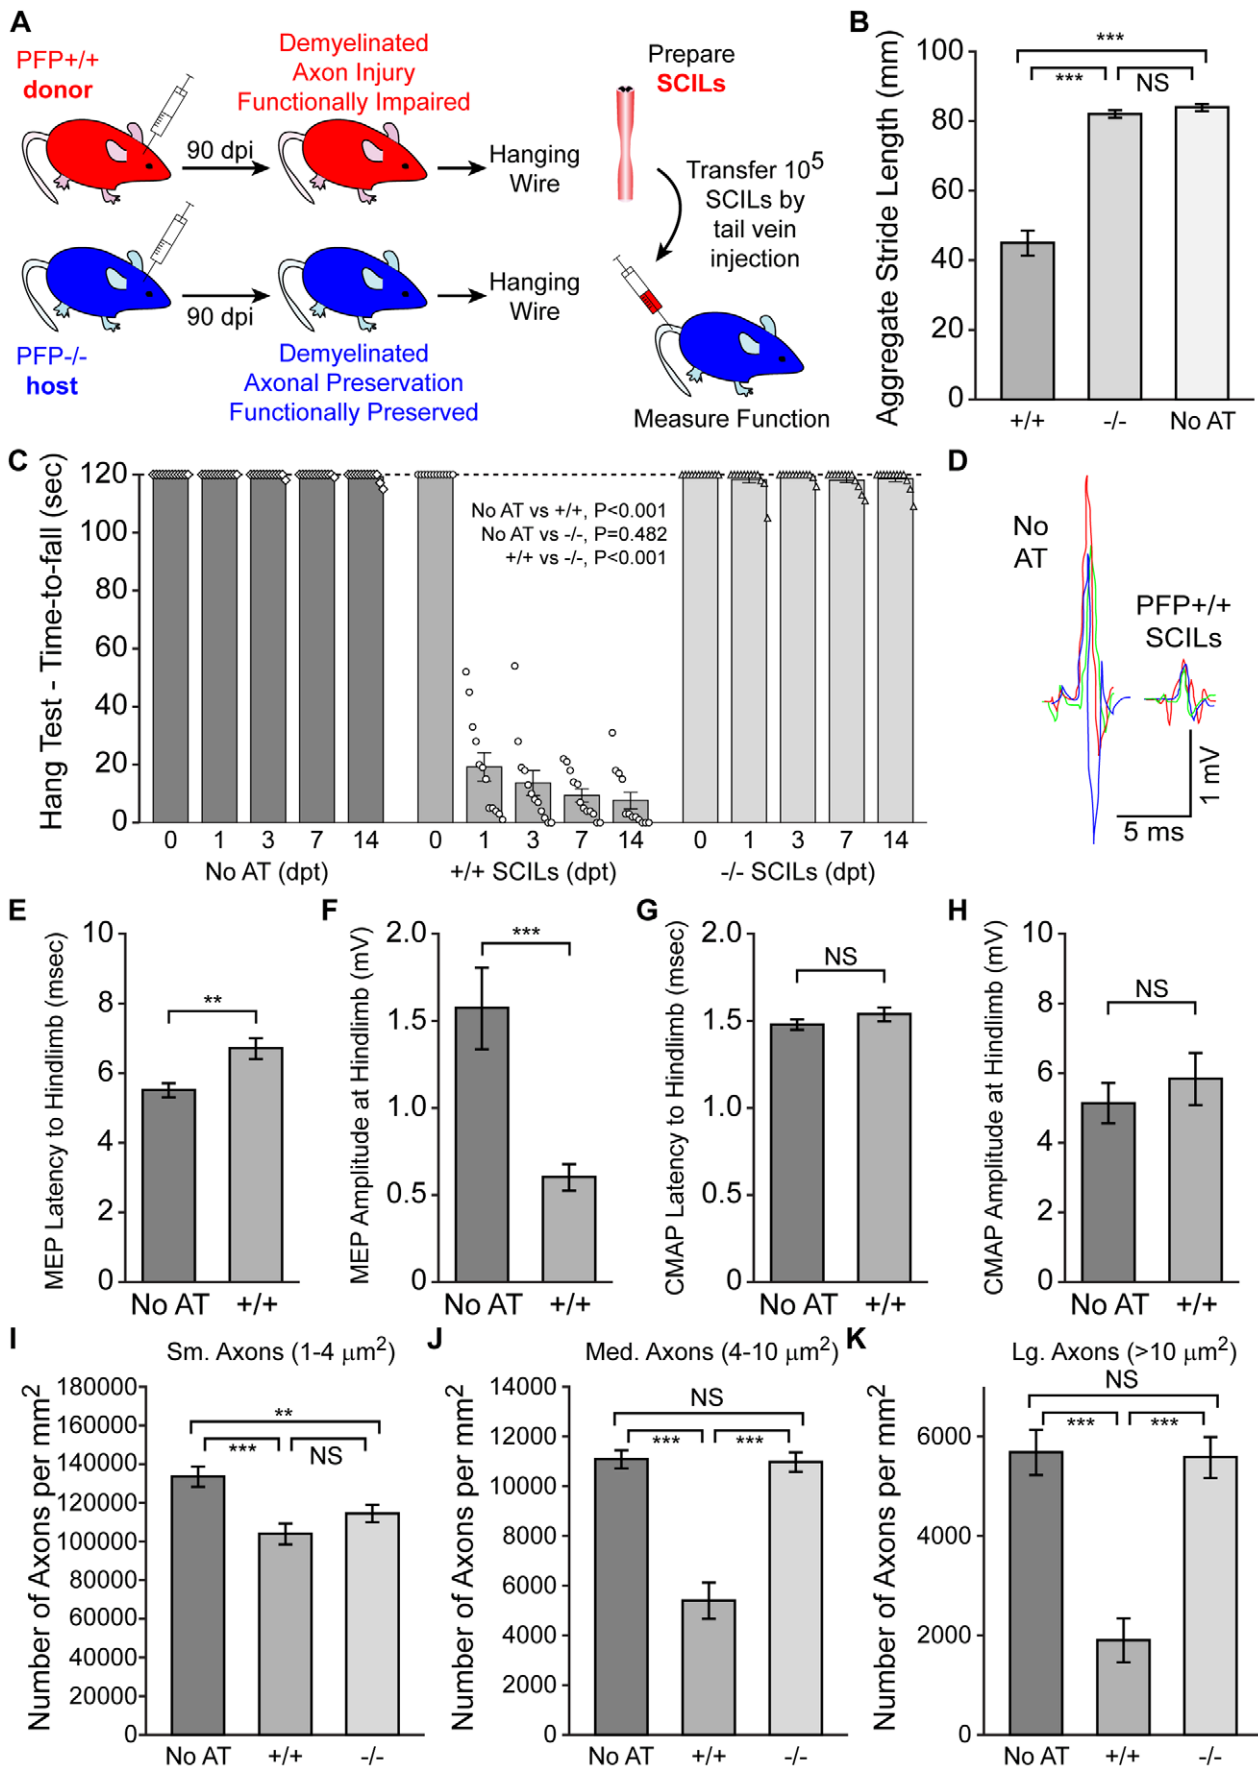 A
PFP+/+
donor
Demyelinated
Axon Injury
Functionally Impaired
90 dpi
Hanging
Wire
PFP-/-
host
90 dpi
Demyelinated
Axonal Preservation
Functionally Preserved
Hanging
Wire
Prepare
SCILs
Transfer 10⁵
SCILs by
tail vein
injection
Measure Function
B
Aggregate Stride Length (mm)
100
80
60
40
20
0
***
***
NS
+/+ -/- No AT
C
Hang Test - Time-to-fall (sec)
120
100
80
60
40
20
0
No AT vs +/+, P<0.001
No AT vs -/-, P=0.482
+/+ vs -/-, P<0.001
0 1 3 7 14 0 1 3 7 14 0 1 3 7 14
No AT (dpt) +/+ SCILs (dpt) -/- SCILs (dpt)
D
No
AT
PFP+/+
SCILs
1 mV
5 ms
E
MEP Latency to Hindlimb (msec)
10
8
6
4
2
0
**
No AT +/+
F
MEP Amplitude at Hindlimb (mV)
2.0
1.5
1.0
0.5
0
***
No AT +/+
G
CMAP Latency to Hindlimb (msec)
2.0
1.5
1.0
0.5
0
NS
No AT +/+
H
CMAP Amplitude at Hindlimb (mV)
10
8
6
4
2
0
NS
No AT +/+
I
Sm. Axons (1-4 µm²)
Number of Axons per mm²
180000
160000
140000
120000
100000
80000
60000
40000
20000
0
**
***
NS
No AT +/+ -/-
J
Med. Axons (4-10 µm²)
Number of Axons per mm²
14000
12000
10000
8000
6000
4000
2000
0
NS
***
***
No AT +/+ -/-
K
Lg. Axons (>10 µm²)
Number of Axons per mm²
6000
4000
2000
0
NS
***
***
No AT +/+ -/-